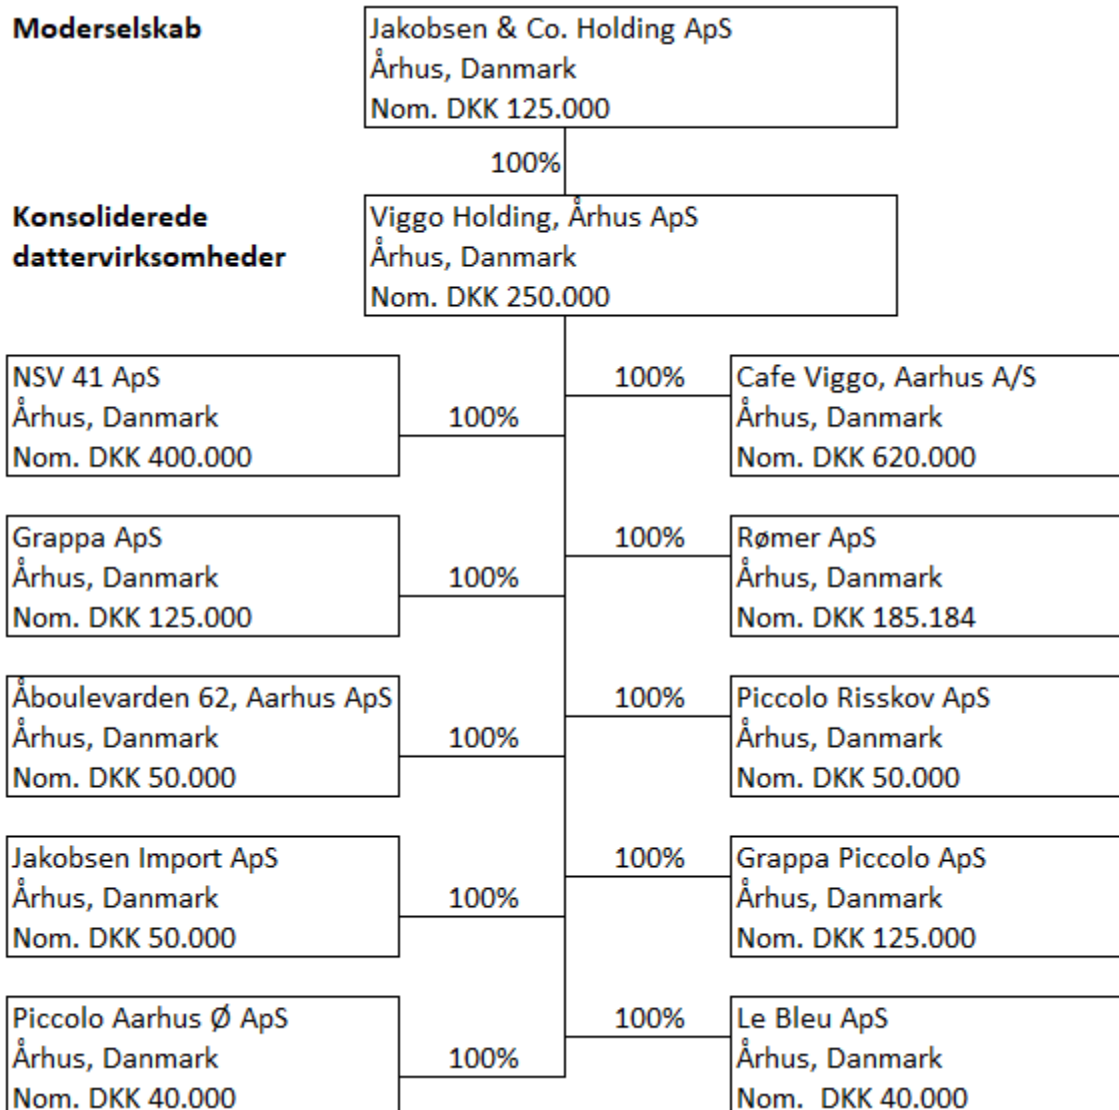 Moderselskab
Jakobsen & Co. Holding ApS
Århus, Danmark
Nom. DKK 125.000
100%
Konsoliderede
dattervirksomheder
Viggo Holding, Århus ApS
Århus, Danmark
Nom. DKK 250.000
NSV 41 ApS
Århus, Danmark
Nom. DKK 400.000
100%
100%
Cafe Viggo, Aarhus A/S
Århus, Danmark
Nom. DKK 620.000
Grappa ApS
Århus, Danmark
Nom. DKK 125.000
100%
100%
Rømer ApS
Århus, Danmark
Nom. DKK 185.184
Åboulevarden 62, Aarhus ApS
Århus, Danmark
Nom. DKK 50.000
100%
100%
Piccolo Risskov ApS
Århus, Danmark
Nom. DKK 50.000
Jakobsen Import ApS
Århus, Danmark
Nom. DKK 50.000
100%
100%
Grappa Piccolo ApS
Århus, Danmark
Nom. DKK 125.000
Piccolo Aarhus Ø ApS
Århus, Danmark
Nom. DKK 40.000
100%
100%
Le Bleu ApS
Århus, Danmark
Nom. DKK 40.000